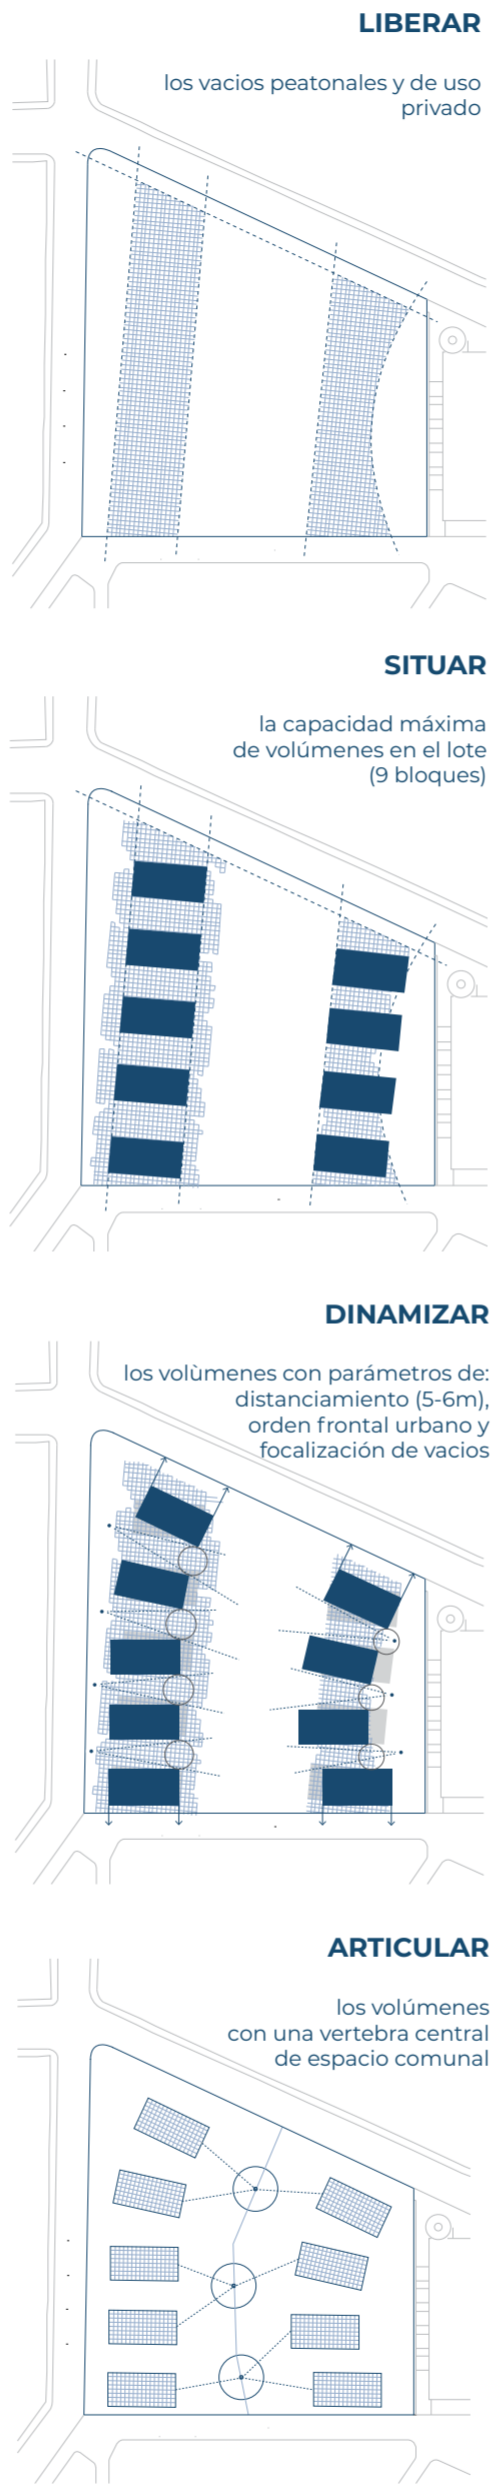 LIBERAR
los vacios peatonales y de uso
privado
SITUAR
la capacidad máxima
de volúmenes en el lote
(9 bloques)
DINAMIZAR
los volùmenes con parámetros de:
distanciamiento (5-6m),
orden frontal urbano y
focalización de vacios
ARTICULAR
los volúmenes
con una vertebra central
de espacio comunal